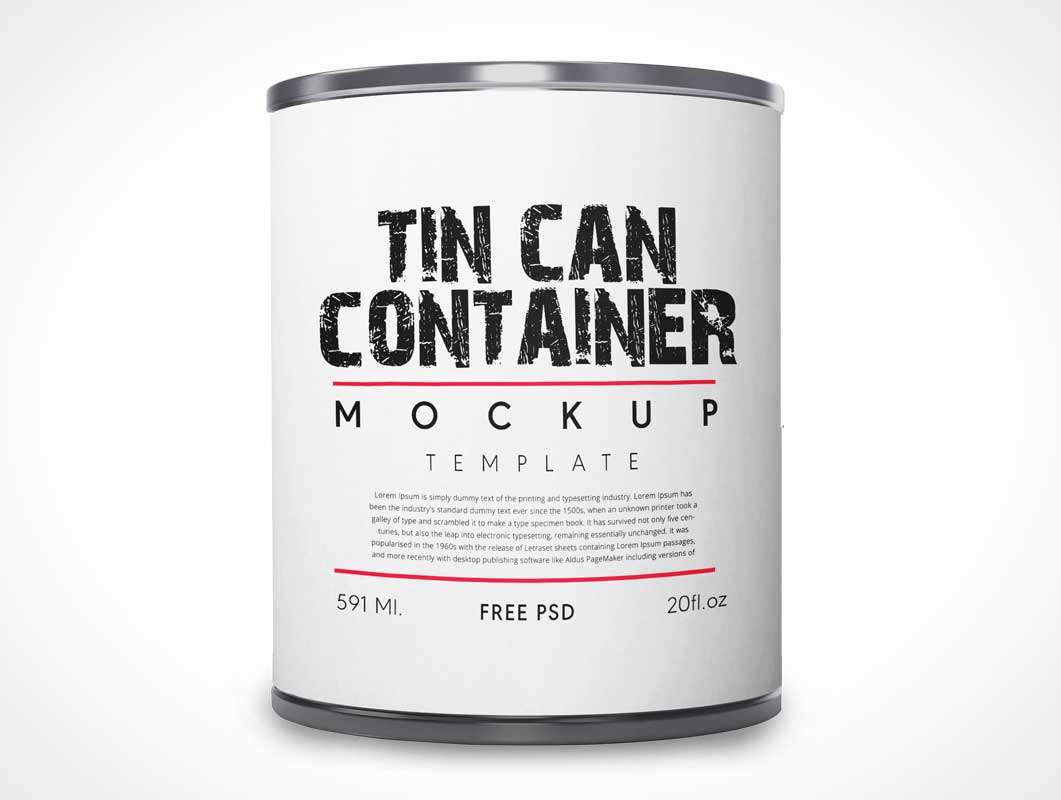 TIN CAN
CONTAINER
MOCKUP
TEMPLATE
Lorem Ipsum is simply dummy text of the printing and typesetting industry. Lorem Ipsum has
been the industry's standard dummy text ever since the 1500s, when an unknown printer took a
galley of type and scrambled it to make a type specimen book. It has survived not only five cen-
turies, but also the leap into electronic typesetting, remaining essentially unchanged. It was
popularised in the 1960s with the release of Letraset sheets containing Lorem Ipsum passages,
and more recently with desktop publishing software like Aldus PageMaker including versions of
591 Ml. FREE PSD 20fl.oz